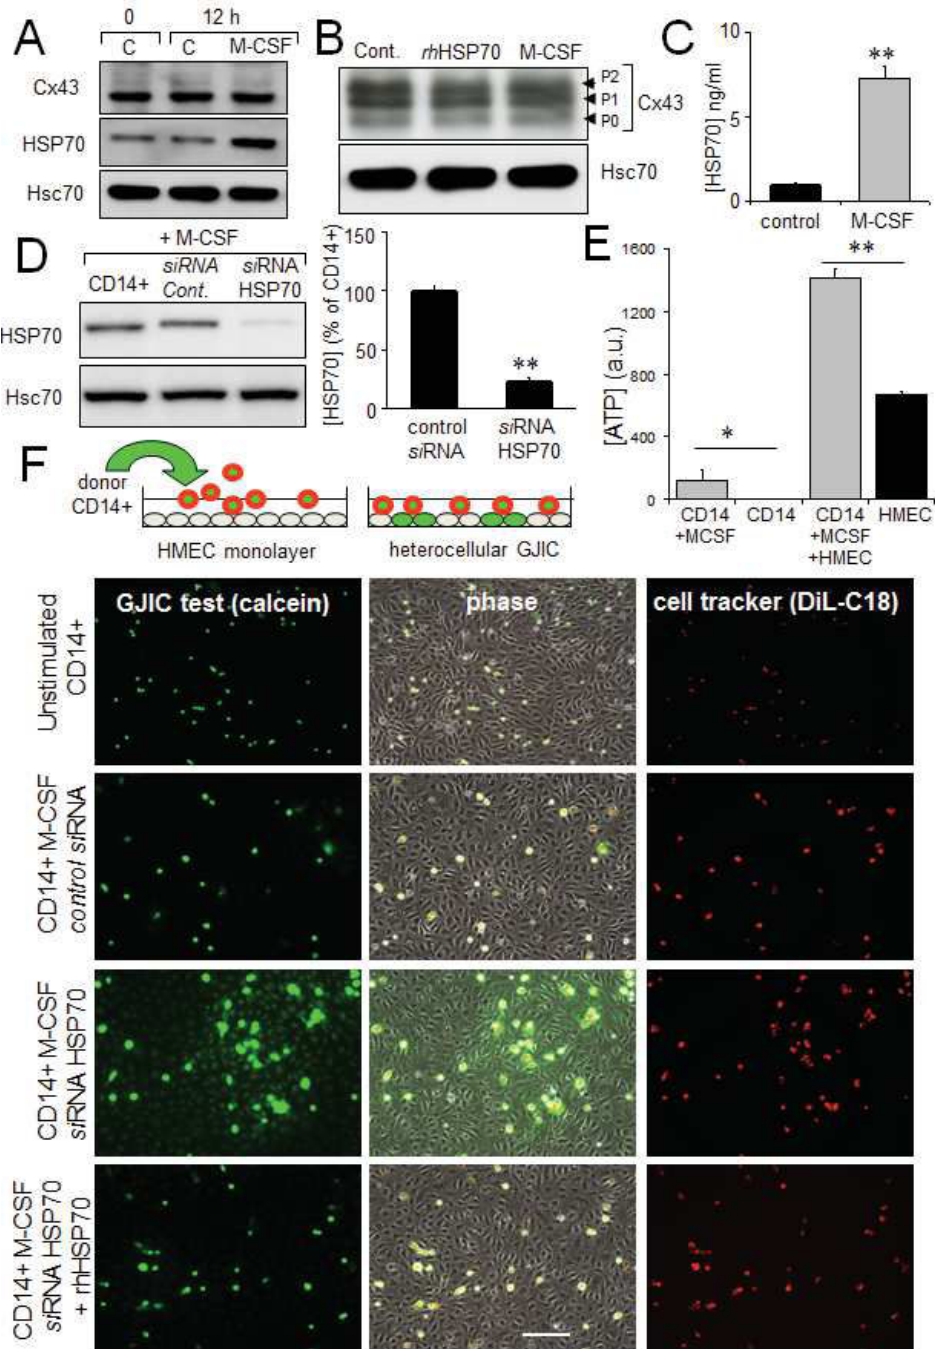 A
0
12 h
C
C
M-CSF
Cx43
HSP70
Hsc70
B
Cont.
rhHSP70
M-CSF
P2
P1
P0
Cx43
Hsc70
C
[HSP70] ng/ml
10
5
0
**
control
M-CSF
D
+ M-CSF
CD14+
siRNA
Cont.
siRNA
HSP70
HSP70
Hsc70
[HSP70] (% of CD14+)
150
100
50
0
**
control
siRNA
siRNA
HSP70
E
[ATP] (a.u.)
1600
1200
800
400
0
*
**
CD14
+MCSF
CD14
CD14
+MCSF
+HMEC
HMEC
F
donor
CD14+
HMEC monolayer
heterocellular GJIC
GJIC test (calcein)
phase
cell tracker (DiL-C18)
Unstimulated
CD14+
CD14+ M-CSF
control siRNA
CD14+ M-CSF
siRNA HSP70
CD14+ M-CSF
siRNA HSP70
+ rhHSP70